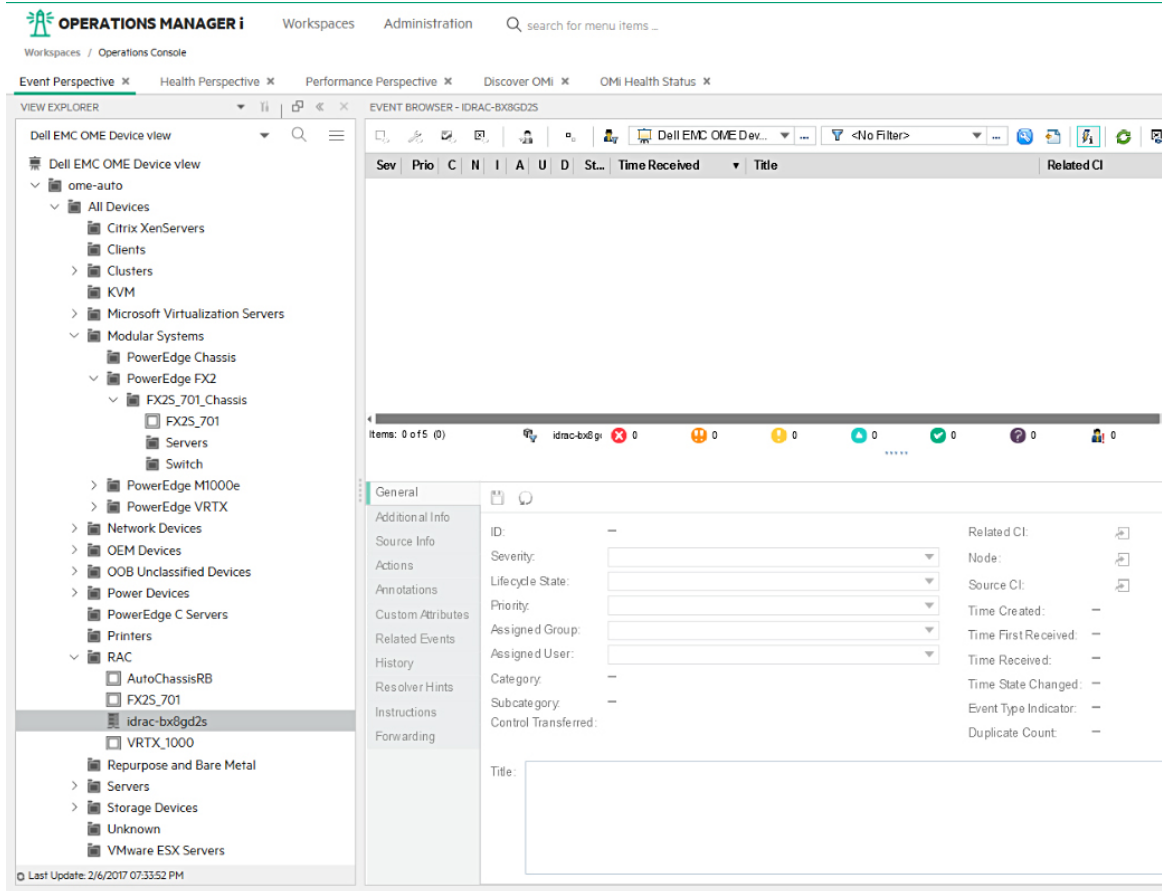 OPERATIONS MANAGER i Workspaces Administration search for menu items ...
Workspaces / Operations Console
Event Perspective × Health Perspective × Performance Perspective × Discover OMi × OMi Health Status ×
VIEW EXPLORER
EVENT BROWSER - IDRAC-BX8GD2S
Dell EMC OME Device view
Dell EMC OME Dev... ... <No Filter> ...
Sev Prio C N I A U D St... Time Received Title Related CI
Dell EMC OME Device view
ome-auto
All Devices
Citrix XenServers
Clients
Clusters
KVM
Microsoft Virtualization Servers
Modular Systems
PowerEdge Chassis
PowerEdge FX2
FX2S_701_Chassis
FX2S_701
Servers
Switch
PowerEdge M1000e
PowerEdge VRTX
Network Devices
OEM Devices
OOB Unclassified Devices
Power Devices
PowerEdge C Servers
Printers
RAC
AutoChassisRB
FX2S_701
idrac-bx8gd2s
VRTX_1000
Repurpose and Bare Metal
Servers
Storage Devices
Unknown
VMware ESX Servers
Last Update: 2/6/2017 07:33:52 PM
Items: 0 of 5 (0) idrac-bx8g 0 0 0 0 0 0 0
General
Additional Info
Source Info
Actions
Annotations
Custom Attributes
Related Events
History
Resolver Hints
Instructions
Forwarding
ID: —
Severity:
Lifecycle State:
Priority:
Assigned Group:
Assigned User:
Category: —
Subcategory: —
Control Transferred:
Title:
Related CI:
Node:
Source CI:
Time Created: —
Time First Received: —
Time Received: —
Time State Changed: —
Event Type Indicator: —
Duplicate Count: —